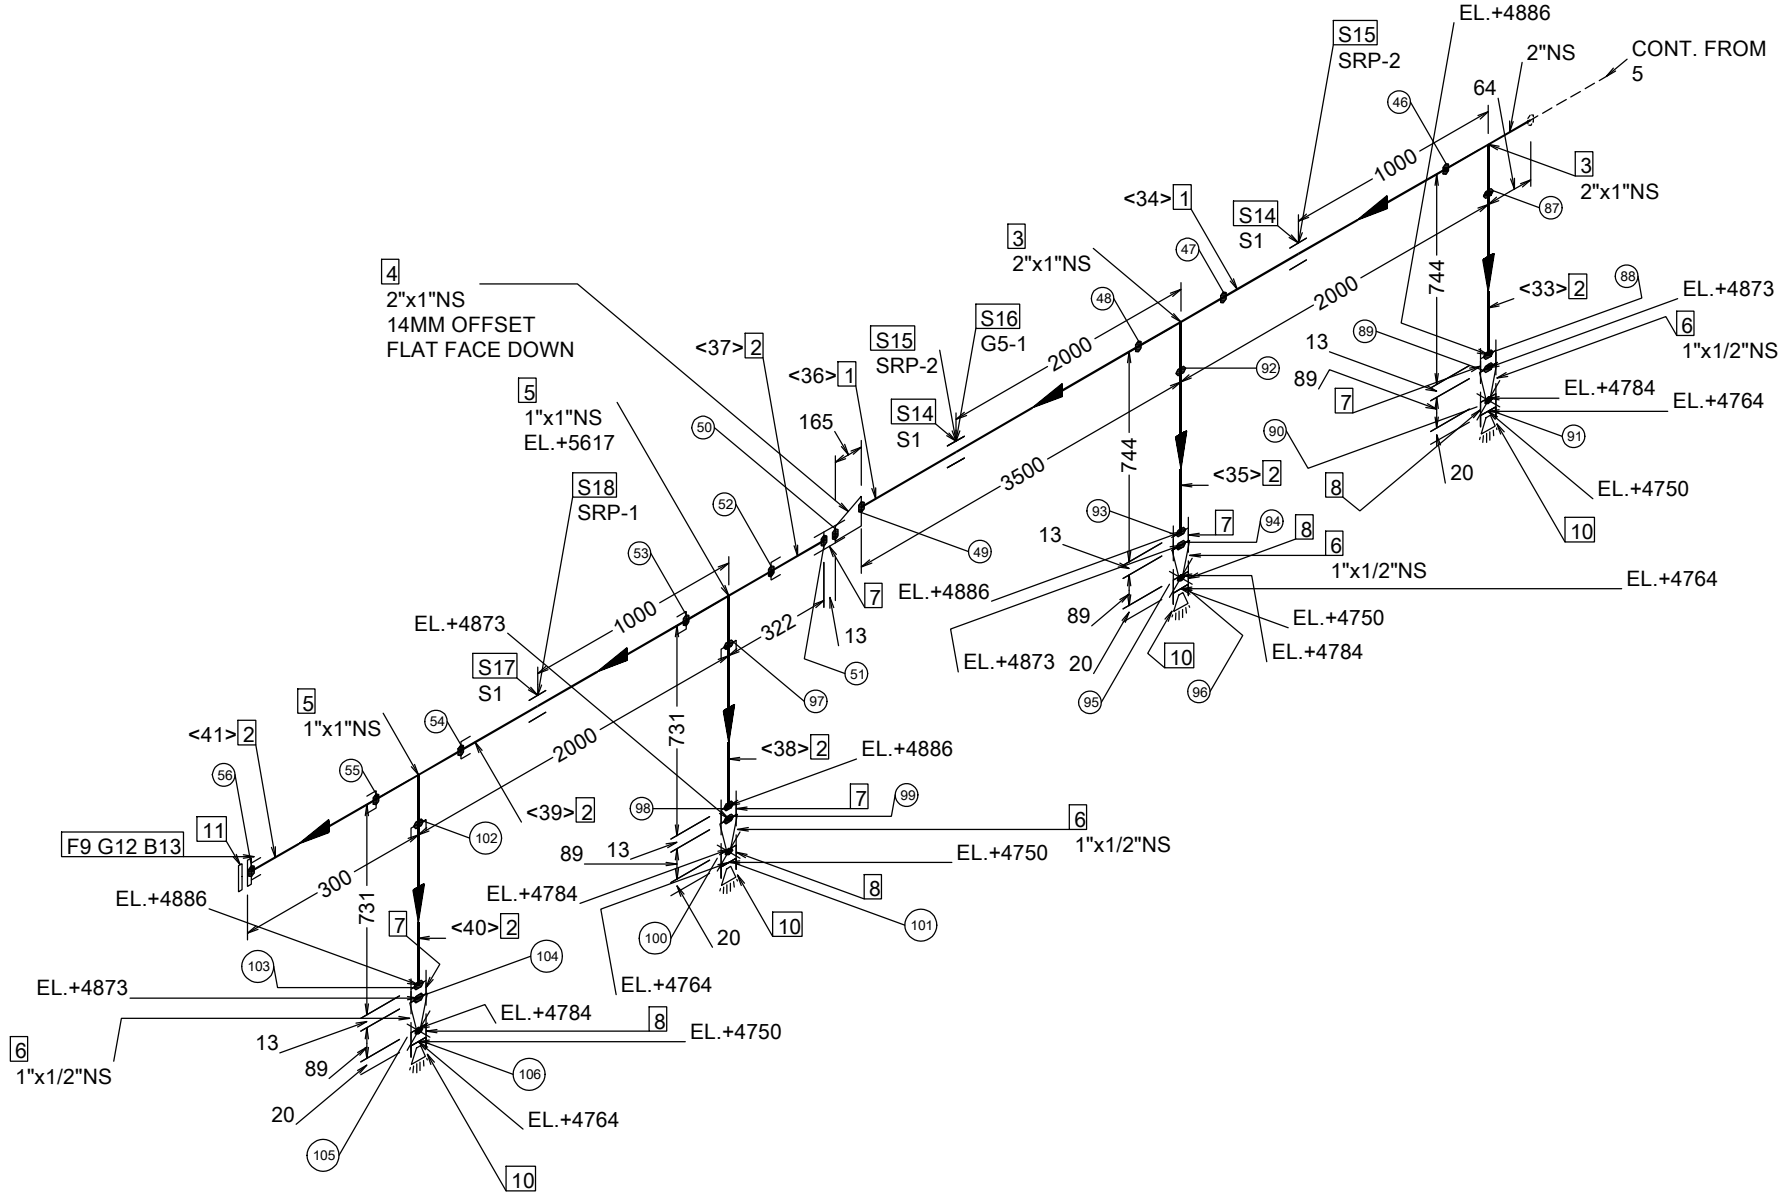 EL.+4886
S15
SRP-2
2"NS
CONT. FROM
5
64
46
1000
3
2"x1"NS
87
<34> 1
S14
S1
47
3
2"x1"NS
744
2000
<33> 2
88
EL.+4873
6
1"x1/2"NS
89
13
89
7
EL.+4784
EL.+4764
90
91
8
20
EL.+4750
10
4
2"x1"NS
14MM OFFSET
FLAT FACE DOWN
48
2000
S16
G5-1
S15
SRP-2
<37> 2
<36> 1
S14
S1
92
5
1"x1"NS
EL.+5617
50
165
744
3500
<35> 2
93
7
94
8
6
1"x1/2"NS
13
EL.+4886
EL.+4764
89
EL.+4750
EL.+4873
20
10
EL.+4784
95
96
S18
SRP-1
52
49
53
7
1000
322
13
EL.+4873
S17
S1
51
97
5
1"x1"NS
54
731
2000
<38> 2
EL.+4886
<41> 2
56
55
98
7
99
<39> 2
6
1"x1/2"NS
F9 G12 B13
11
102
89
13
EL.+4750
300
EL.+4784
8
EL.+4886
731
7
<40> 2
100
20
10
101
103
104
EL.+4764
EL.+4873
EL.+4784
8
EL.+4750
13
6
1"x1/2"NS
89
106
20
EL.+4764
105
10